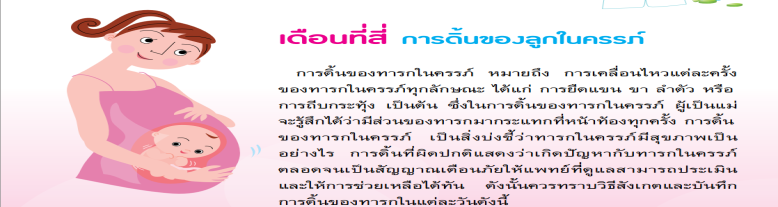 เดือนที่สี่ การดิ้นของลูกในครรภ์
การดิ้นของทารกในครรภ์ หมายถึง การเคลื่อนไหวแต่ละครั้ง
ของทารกในครรภ์ทุกลักษณะ ได้แก่ การยืดแขน ขา ลำตัว หรือ
การถีบกระทุ้ง เป็นต้น ซึ่งในการดิ้นของทารกในครรภ์ ผู้เป็นแม่
จะรู้สึกได้ว่ามีส่วนของทารกมากระแทกที่หน้าท้องทุกครั้ง การดิ้น
ของทารกในครรภ์ เป็นสิ่งบ่งชี้ว่าทารกในครรภ์มีสุขภาพเป็น
อย่างไร การดิ้นที่ผิดปกติแสดงว่าเกิดปัญหากับทารกในครรภ์
ตลอดจนเป็นสัญญาณเตือนภัยให้แพทย์ที่ดูแลสามารถประเมิน
และให้การช่วยเหลือได้ทัน ดังนั้นควรทราบวิธีสังเกตและบันทึก
การดิ้นของทารกในแต่ละวันดังนี้